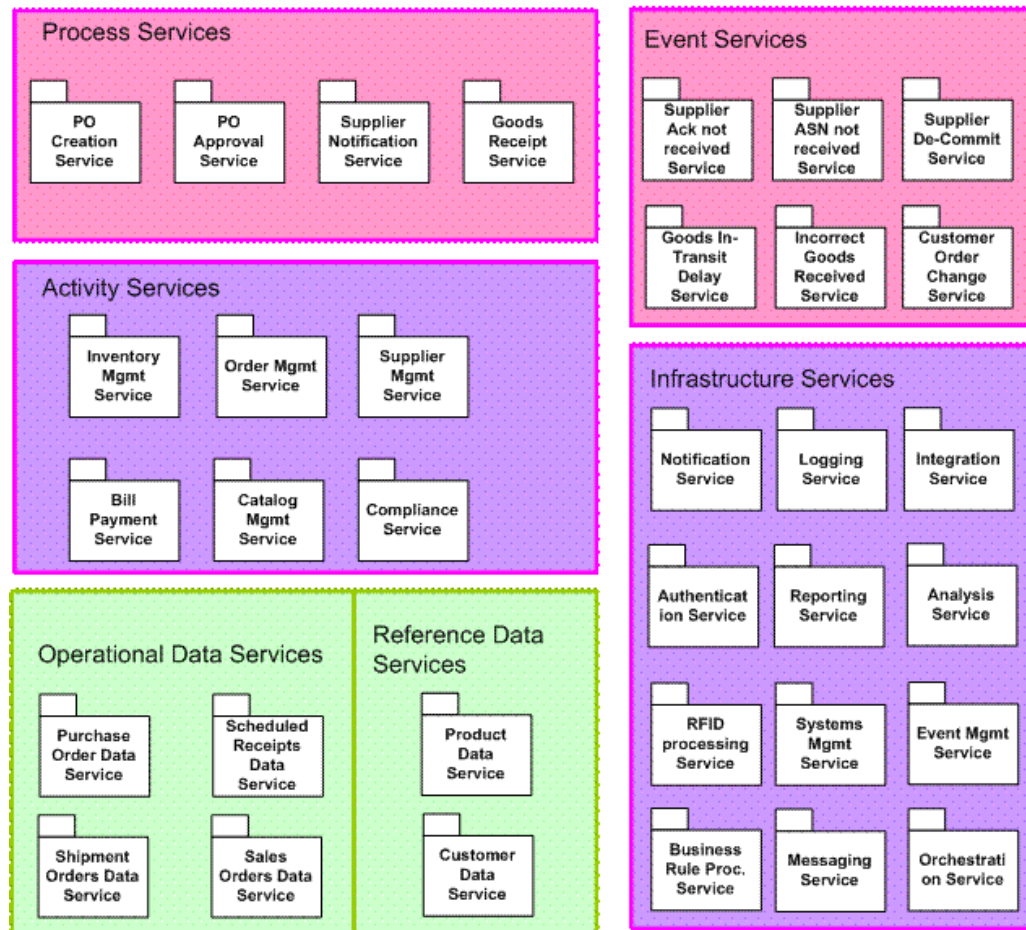 Process Services
PO
Creation
Service
PO
Approval
Service
Supplier
Notification
Service
Goods
Receipt
Service
Event Services
Supplier
Ack not
received
Service
Supplier
ASN not
received
Service
Supplier
De-Commit
Service
Goods In-
Transit
Delay
Service
Incorrect
Goods
Received
Service
Customer
Order
Change
Service
Activity Services
Inventory
Mgmt
Service
Order Mgmt
Service
Supplier
Mgmt
Service
Bill
Payment
Service
Catalog
Mgmt
Service
Compliance
Service
Infrastructure Services
Notification
Service
Logging
Service
Integration
Service
Authenticat
ion Service
Reporting
Service
Analysis
Service
RFID
processing
Service
Systems
Mgmt
Service
Event Mgmt
Service
Business
Rule Proc.
Service
Messaging
Service
Orchestrati
on Service
Operational Data Services
Purchase
Order Data
Service
Scheduled
Receipts
Data
Service
Shipment
Orders Data
Service
Sales
Orders Data
Service
Reference Data
Services
Product
Data
Service
Customer
Data
Service